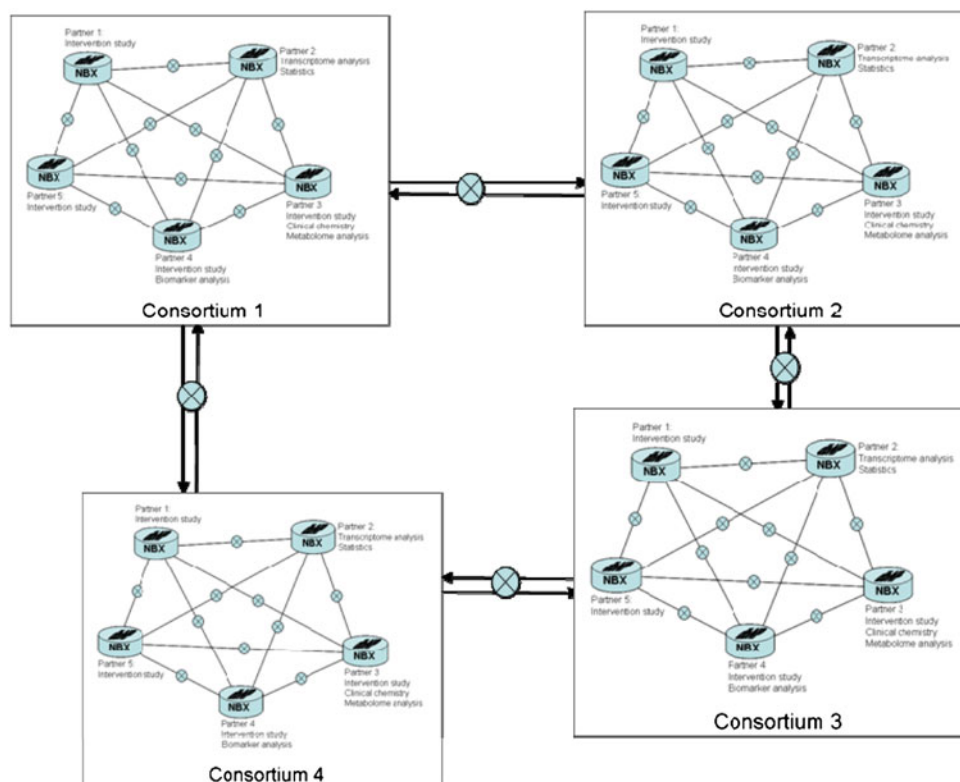 Partner 1:
Intervention study
NBX
Partner 2:
Transcriptome analysis
Statistics
NBX
NBX
Partner 5:
Intervention study
NBX
Partner 3
Intervention study
Clinical chemistry
Metabolome analysis
NBX
Partner 4
Intervention study
Biomarker analysis
Consortium 1
Partner 1:
Intervention study
NBX
Partner 2
Transcriptome analysis
Statistics
NBX
NBX
Partner 5:
Intervention study
NBX
Partner 3
Intervention study
Clinical chemistry
Metabolome analysis
NBX
Partner 4
Intervention study
Biomarker analysis
Consortium 2
Partner 1:
Intervention study
NBX
Partner 2:
Transcriptome analysis
Statistics
NBX
NBX
Partner 5:
Intervention study
NBX
Partner 3
Intervention study
Clinical chemistry
Metabolome analysis
NBX
Partner 4
Intervention study
Biomarker analysis
Consortium 3
Partner 1:
Intervention study
NBX
Partner 2:
Transcriptome analysis
Statistics
NBX
NBX
Partner 5:
Intervention study
NBX
Partner 3
Intervention study
Clinical chemistry
Metabolome analysis
NBX
Partner 4
Intervention study
Biomarker analysis
Consortium 4